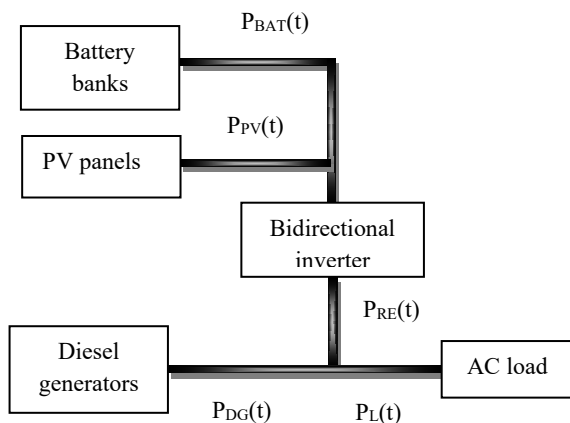 P_BAT(t)
Battery
banks
P_PV(t)
PV panels
Bidirectional
inverter
P_RE(t)
Diesel
generators
AC load
P_DG(t)
P_L(t)